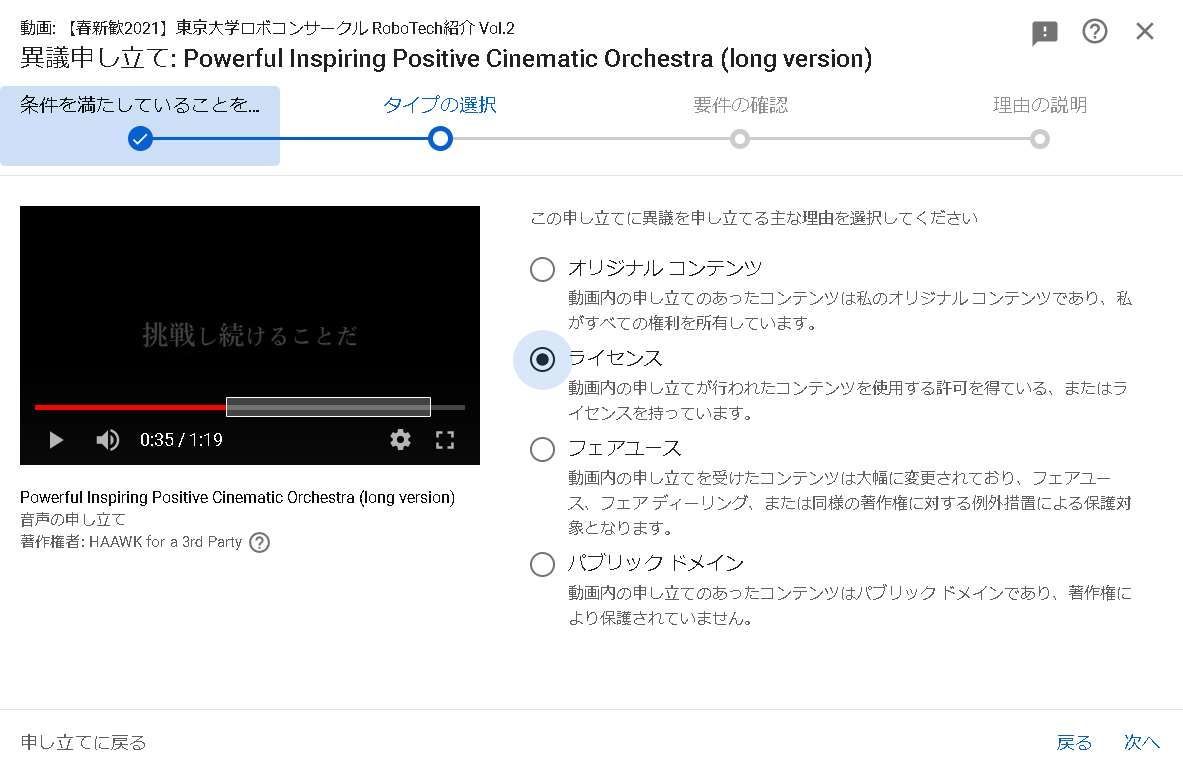 動画: 【春新歓2021】東京大学ロボコンサークル RoboTech紹介 Vol.2
異議申し立て: Powerful Inspiring Positive Cinematic Orchestra (long version)
条件を満たしていることを...
タイプの選択
要件の確認
理由の説明
挑戦し続けることだ
0:35 / 1:19
Powerful Inspiring Positive Cinematic Orchestra (long version)
音声の申し立て
著作権者: HAAWK for a 3rd Party
この申し立てに異議を申し立てる主な理由を選択してください
オリジナル コンテンツ
動画内の申し立てのあったコンテンツは私のオリジナル コンテンツであり、私
がすべての権利を所有しています。
ライセンス
動画内の申し立てが行われたコンテンツを使用する許可を得ている、またはラ
イセンスを持っています。
フェアユース
動画内の申し立てを受けたコンテンツは大幅に変更されており、フェアユー
ス、フェア ディーリング、または同様の著作権に対する例外措置による保護対
象となります。
パブリック ドメイン
動画内の申し立てのあったコンテンツはパブリック ドメインであり、著作権に
より保護されていません。
申し立てに戻る
戻る
次へ